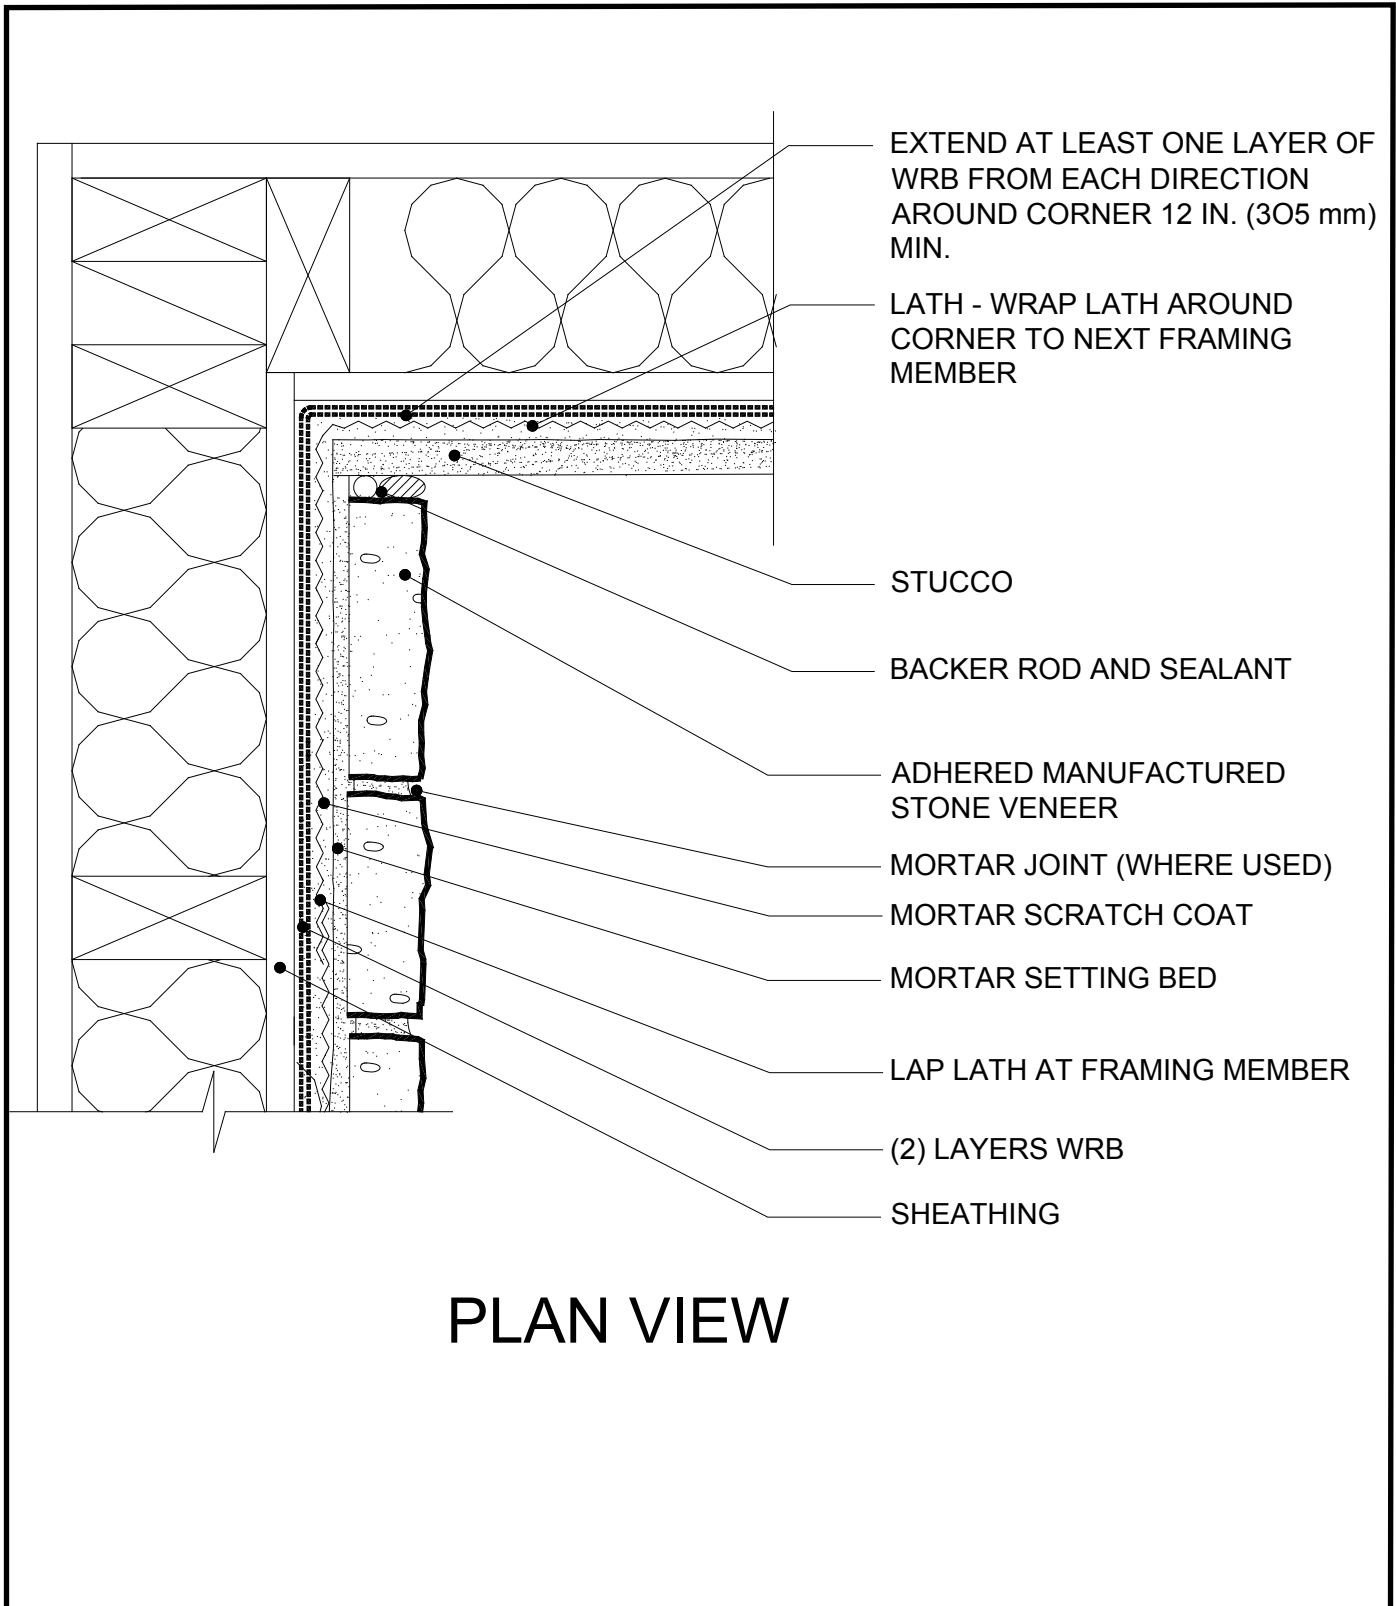 EXTEND AT LEAST ONE LAYER OF
WRB FROM EACH DIRECTION
AROUND CORNER 12 IN. (3O5 mm)
MIN.
LATH - WRAP LATH AROUND
CORNER TO NEXT FRAMING
MEMBER
STUCCO
BACKER ROD AND SEALANT
ADHERED MANUFACTURED
STONE VENEER
MORTAR JOINT (WHERE USED)
MORTAR SCRATCH COAT
MORTAR SETTING BED
LAP LATH AT FRAMING MEMBER
(2) LAYERS WRB
SHEATHING
PLAN VIEW